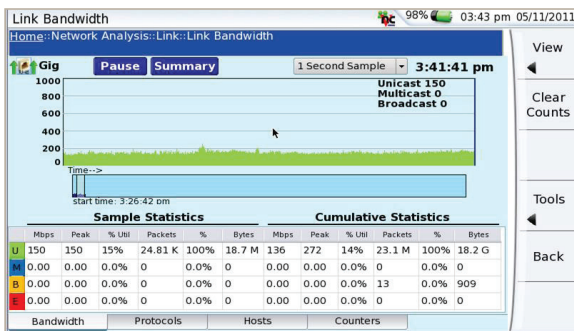 Link Bandwidth
98% 03:43 pm 05/11/2011
Home::Network Analysis::Link::Link Bandwidth
Gig Pause Summary 1 Second Sample 3:41:41 pm
1000
800
600
400
200
0
Unicast 150
Multicast 0
Broadcast 0
Time-->
start time: 3:26:42 pm
Sample Statistics Cumulative Statistics
Mbps Peak % Util Packets % Bytes Mbps Peak % Util Packets % Bytes
U 150 150 15% 24.81 K 100% 18.7 M 136 272 14% 23.1 M 100% 18.2 G
M 0.00 0.00 0.0% 0 0.0% 0 0.00 0.00 0.0% 0 0.0% 0
B 0.00 0.00 0.0% 0 0.0% 0 0.00 0.00 0.0% 13 0.0% 909
E 0.00 0.00 0.0% 0 0.0% 0 0.00 0.00 0.0% 0 0.0% 0
Bandwidth Protocols Hosts Counters
View
Clear
Counts
Tools
Back